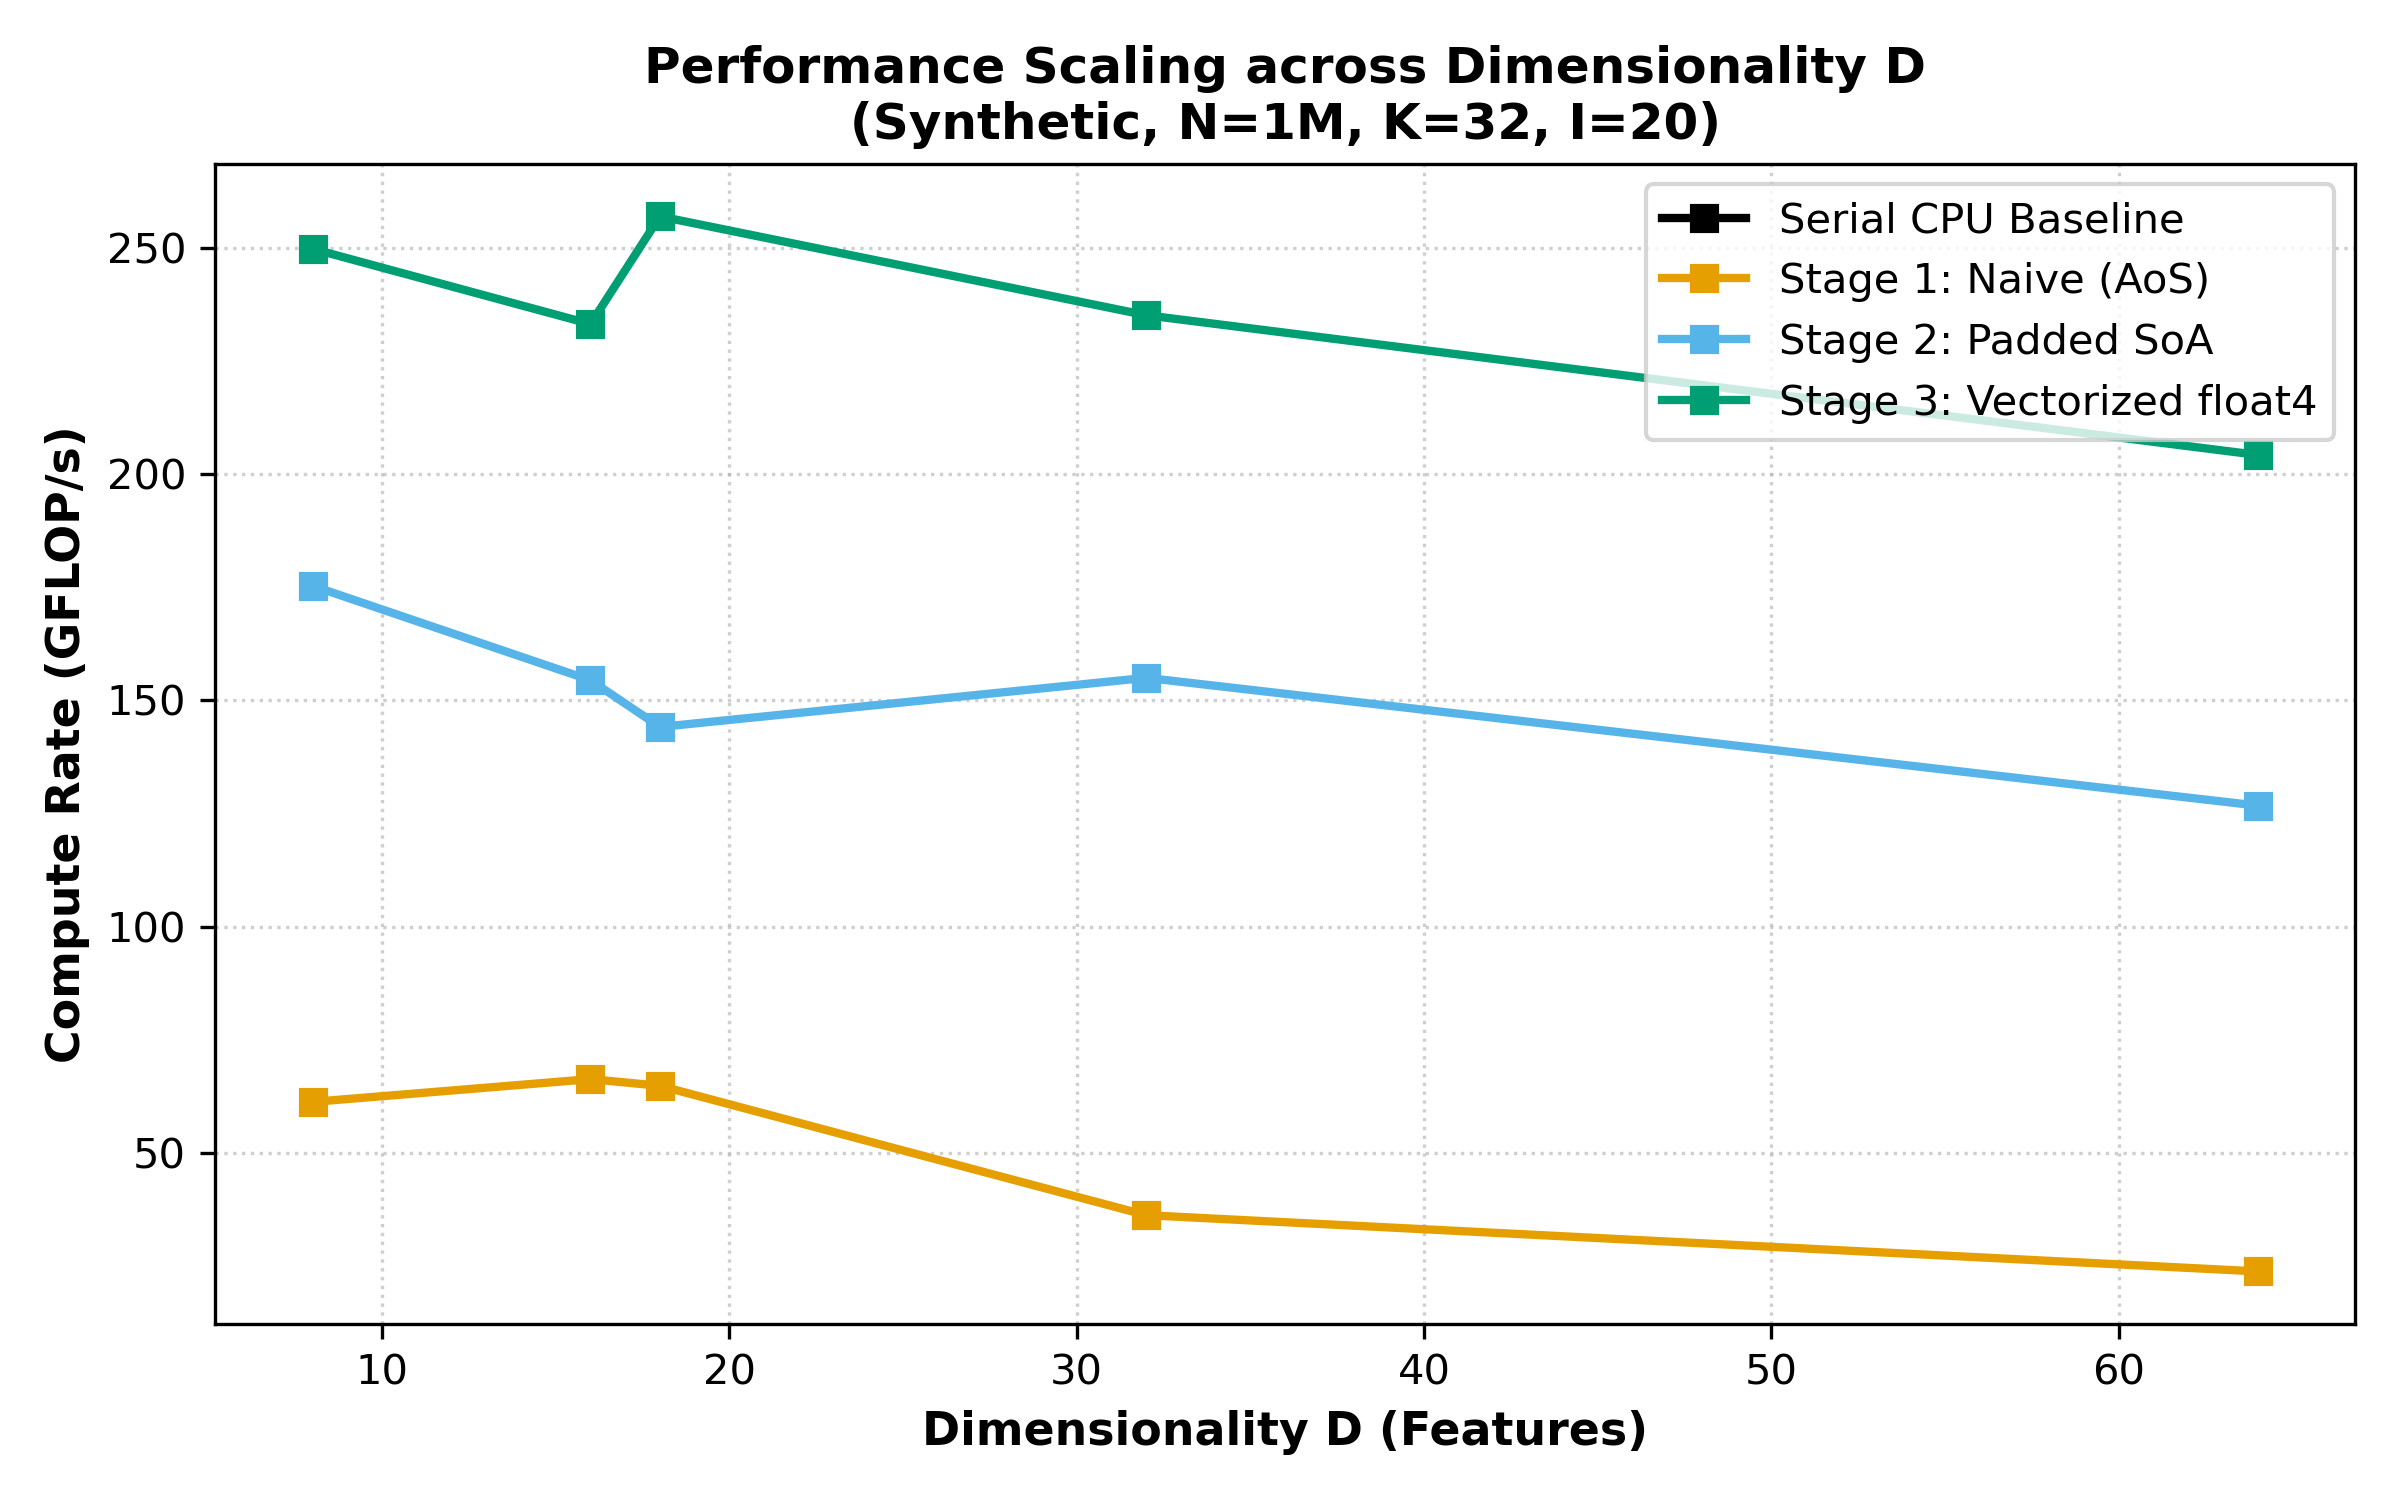 Performance Scaling across Dimensionality D
(Synthetic, N=1M, K=32, I=20)
Serial CPU Baseline
Stage 1: Naive (AoS)
Stage 2: Padded SoA
Stage 3: Vectorized float4
Compute Rate (GFLOP/s)
250
200
150
100
50
10 20 30 40 50 60
Dimensionality D (Features)